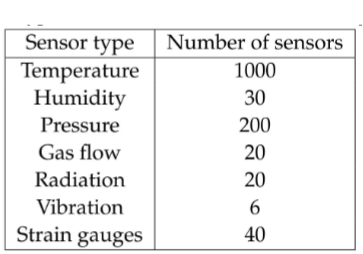 Sensor type Number of sensors
Temperature 1000
Humidity 30
Pressure 200
Gas flow 20
Radiation 20
Vibration 6
Strain gauges 40